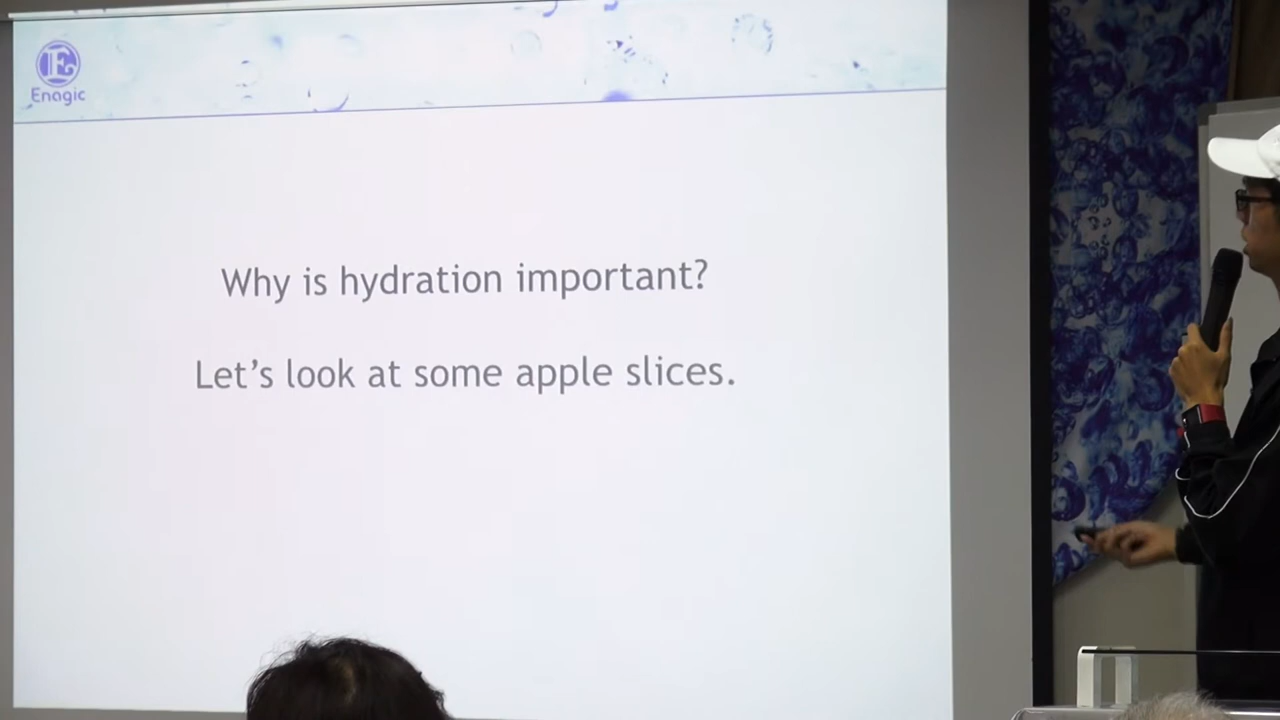 E
Enagic
Why is hydration important?
Let's look at some apple slices.